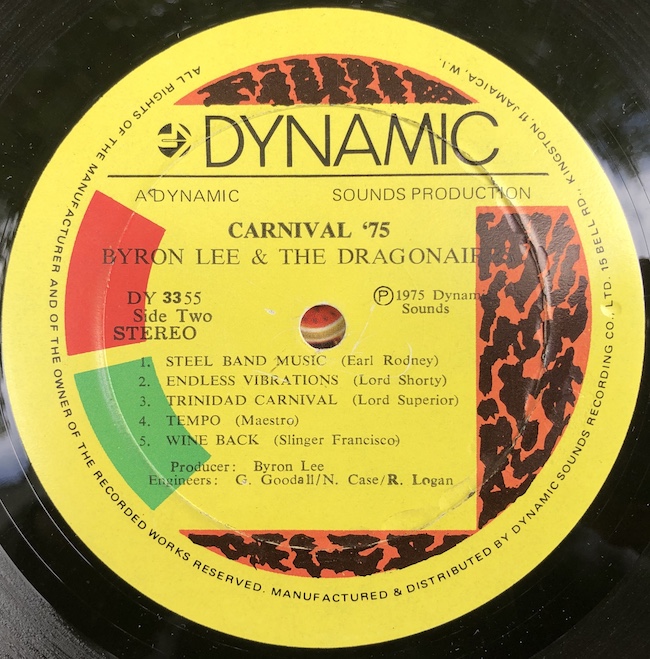 DYNAMIC
A DYNAMIC SOUNDS PRODUCTION
CARNIVAL '75
BYRON LEE & THE DRAGONAIR
DY 3355
Side Two
STEREO
Ⓟ 1975 Dynami
Sounds
1. STEEL BAND MUSIC (Earl Rodney)
2. ENDLESS VIBRATIONS (Lord Shorty)
3. TRINIDAD CARNIVAL (Lord Superior)
4. TEMPO (Maestro)
5. WINE BACK (Slinger Francisco)
Producer: Byron Lee
Engineers: G. Goodall/N. Case/R. Logan
ALL RIGHTS OF THE MANUFACTURER AND OF THE OWNER OF THE RECORDED WORKS RESERVED. MANUFACTURED & DISTRIBUTED BY DYNAMIC SOUNDS RECORDING CO. LTD. 15 BELL RD., KINGSTON, 11 JAMAICA, W.I.